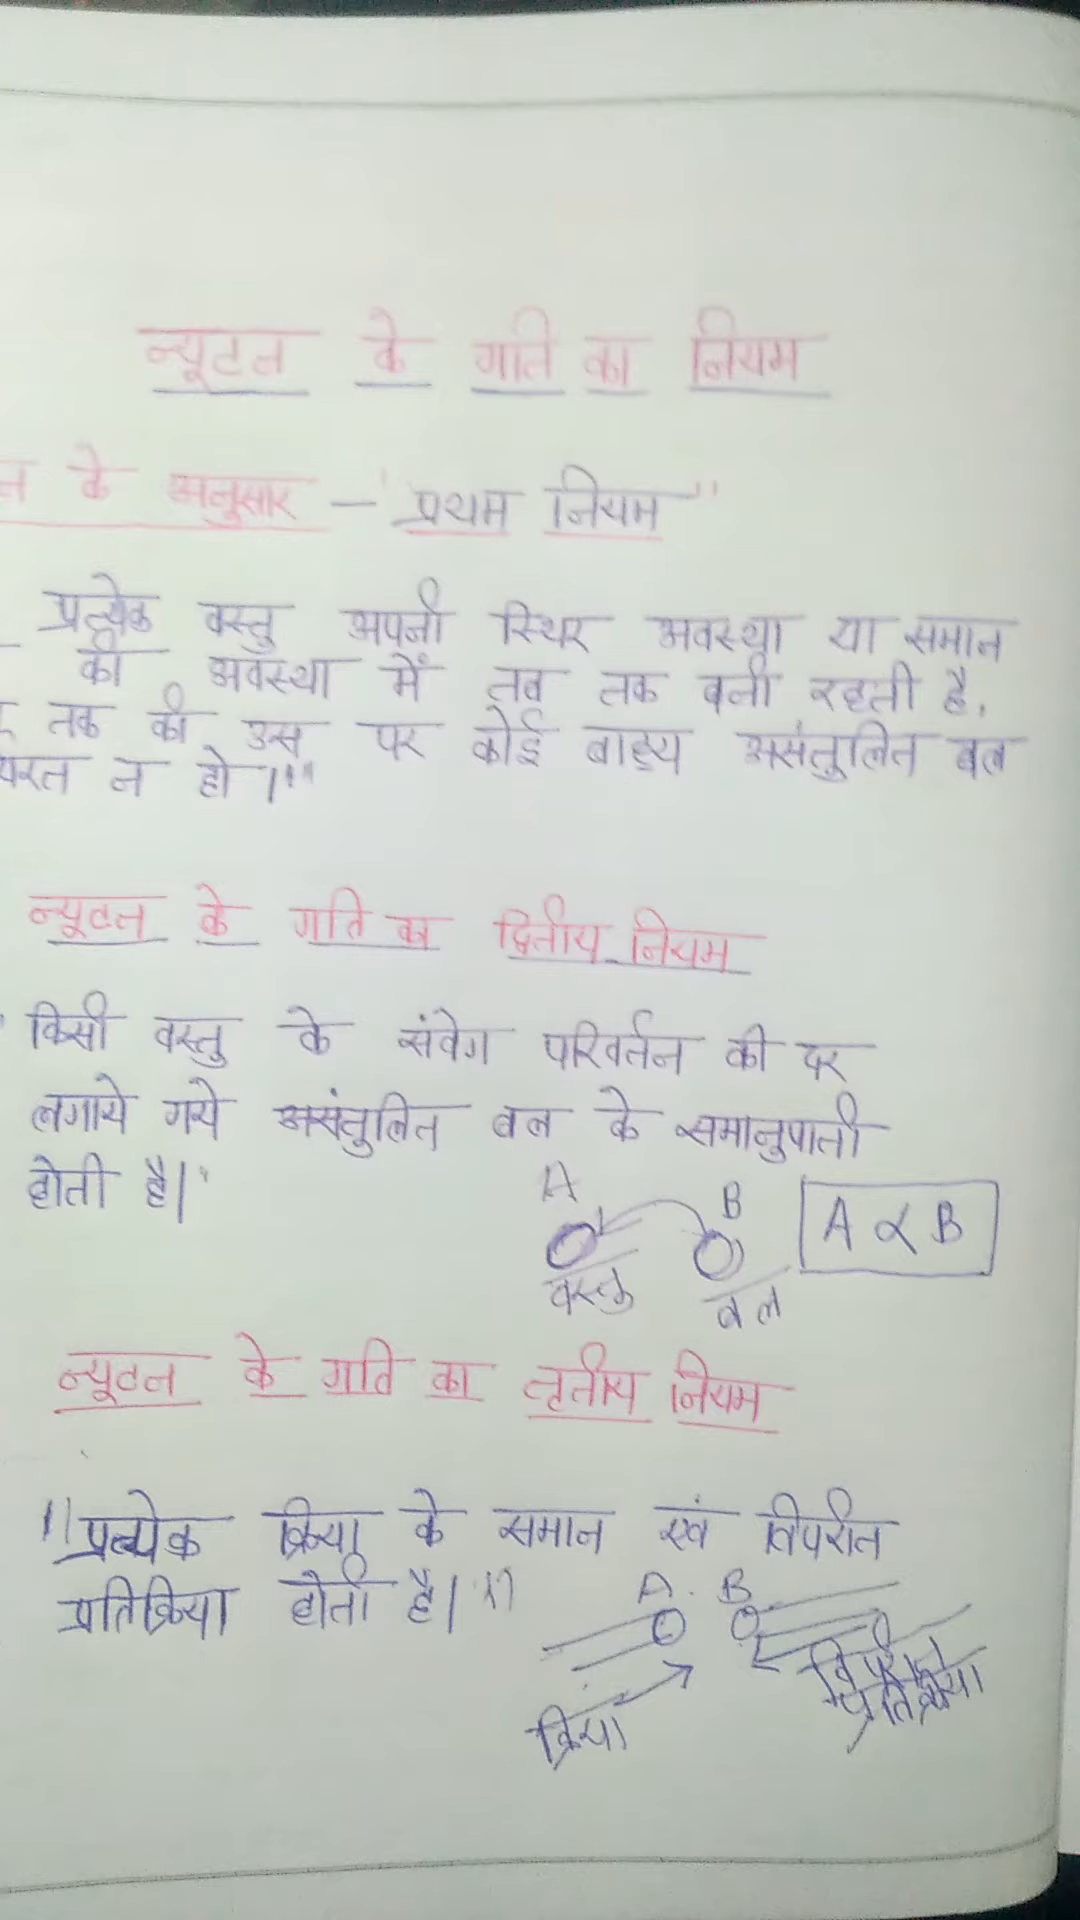 न्यूटन के गति का नियम
के अनुसार - "प्रथम नियम"
प्रत्येक वस्तु अपनी स्थिर अवस्था या समान
की अवस्था में तब तक बनी रहती है,
तक की उस पर कोई बाह्य असंतुलित बल
न हो।"
न्यूटन के गति का द्वितीय नियम
" किसी वस्तु के संवेग परिवर्तन की दर
लगाये गये असंतुलित बल के समानुपाती
होती है।"
A B A ∝ B
वस्तु बल
न्यूटन के गति का तृतीय नियम
"प्रत्येक क्रिया के समान एवं विपरीत
प्रतिक्रिया होती है।"
A. B
क्रिया
विपरीत
प्रतिक्रिया